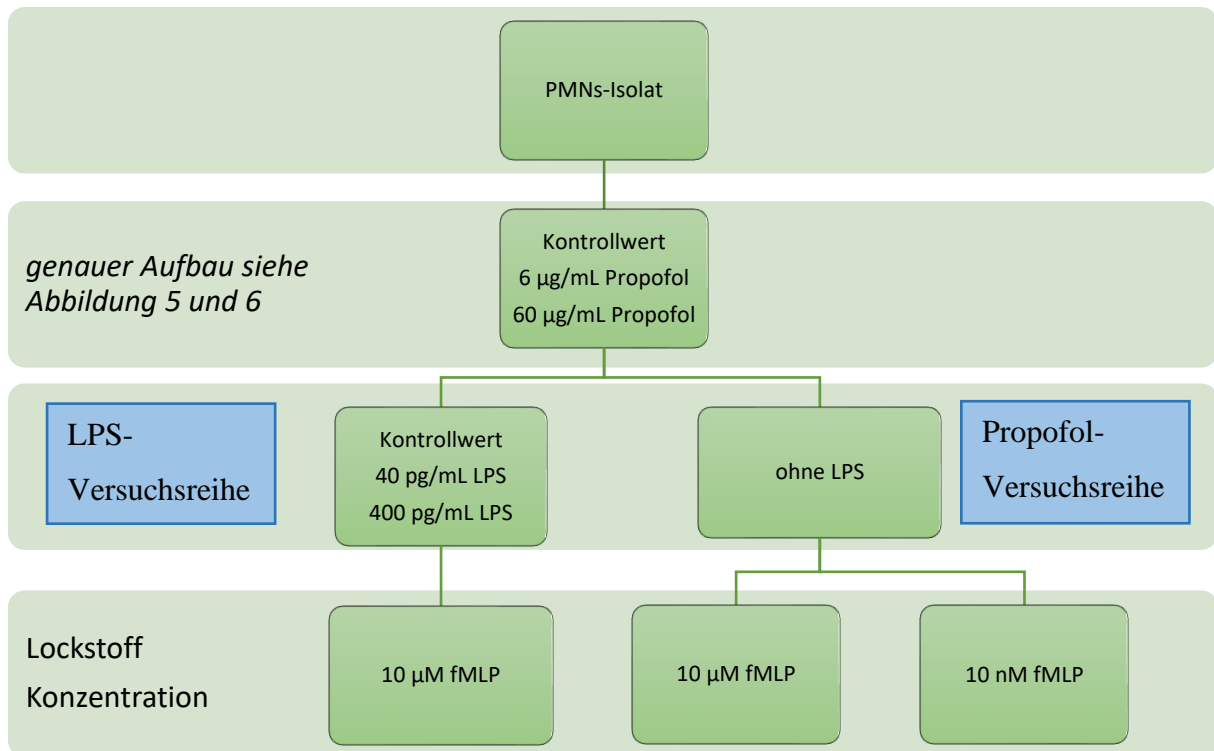 PMNs-Isolat
genauer Aufbau siehe
Abbildung 5 und 6
Kontrollwert
6 µg/mL Propofol
60 µg/mL Propofol
LPS-
Versuchsreihe
Kontrollwert
40 pg/mL LPS
400 pg/mL LPS
ohne LPS
Propofol-
Versuchsreihe
Lockstoff
Konzentration
10 µM fMLP
10 µM fMLP
10 nM fMLP